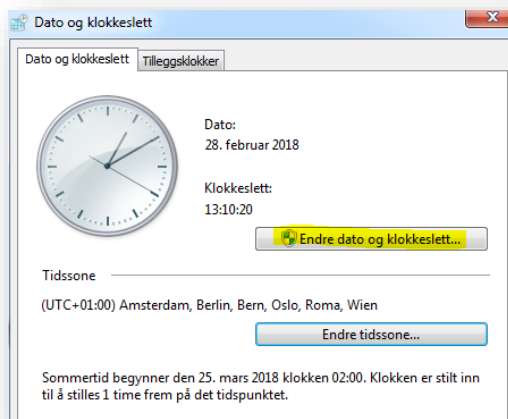 Dato og klokkeslett
Dato og klokkeslett
Tilleggsklokker
Dato:
28. februar 2018
Klokkeslett:
13:10:20
Endre dato og klokkeslett...
Tidssone
(UTC+01:00) Amsterdam, Berlin, Bern, Oslo, Roma, Wien
Endre tidssone...
Sommertid begynner den 25. mars 2018 klokken 02:00. Klokken er stilt inn
til å stilles 1 time frem på det tidspunktet.